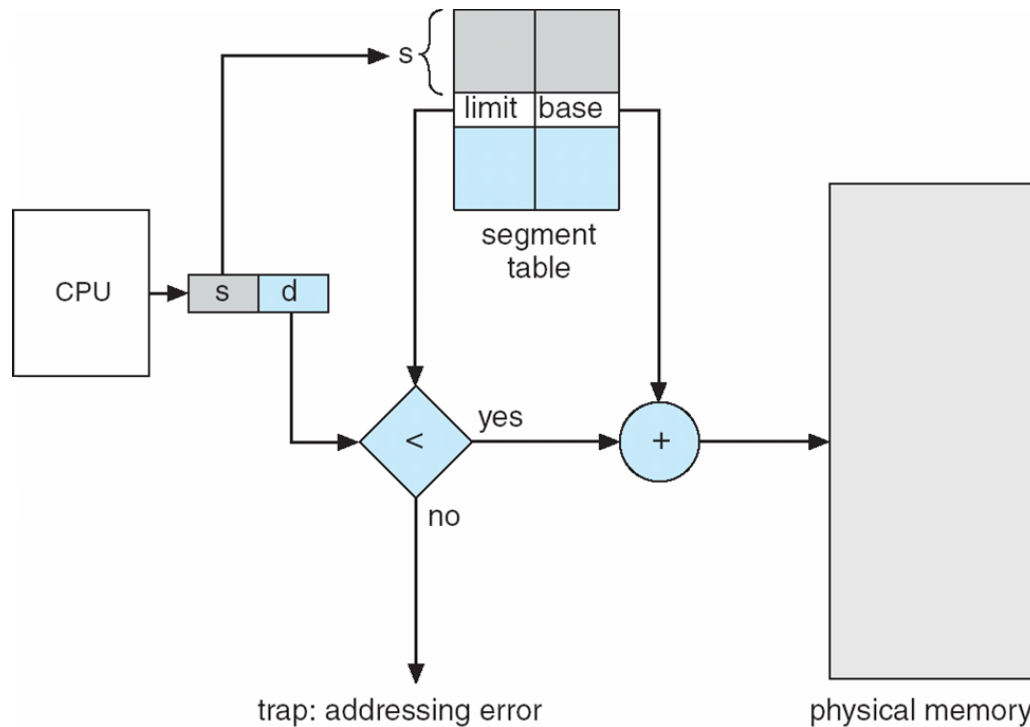 s
limit base
segment
table
CPU
s d
< yes +
no
trap: addressing error
physical memory